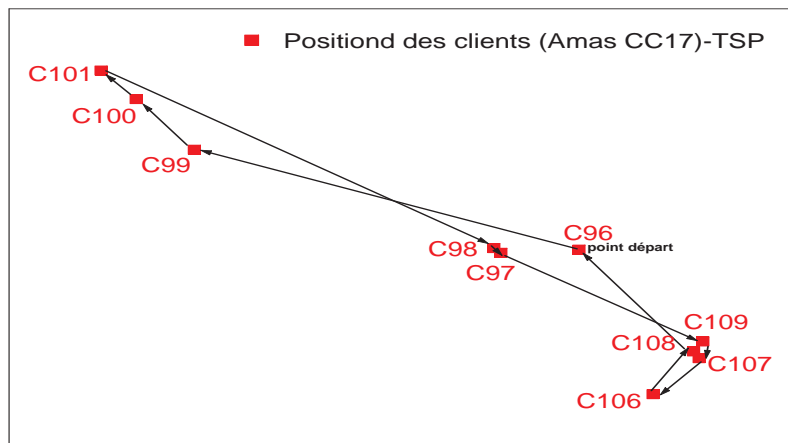 Positiond des clients (Amas CC17)-TSP
C101
C100
C99
C96
point départ
C98
C97
C109
C108
C107
C106